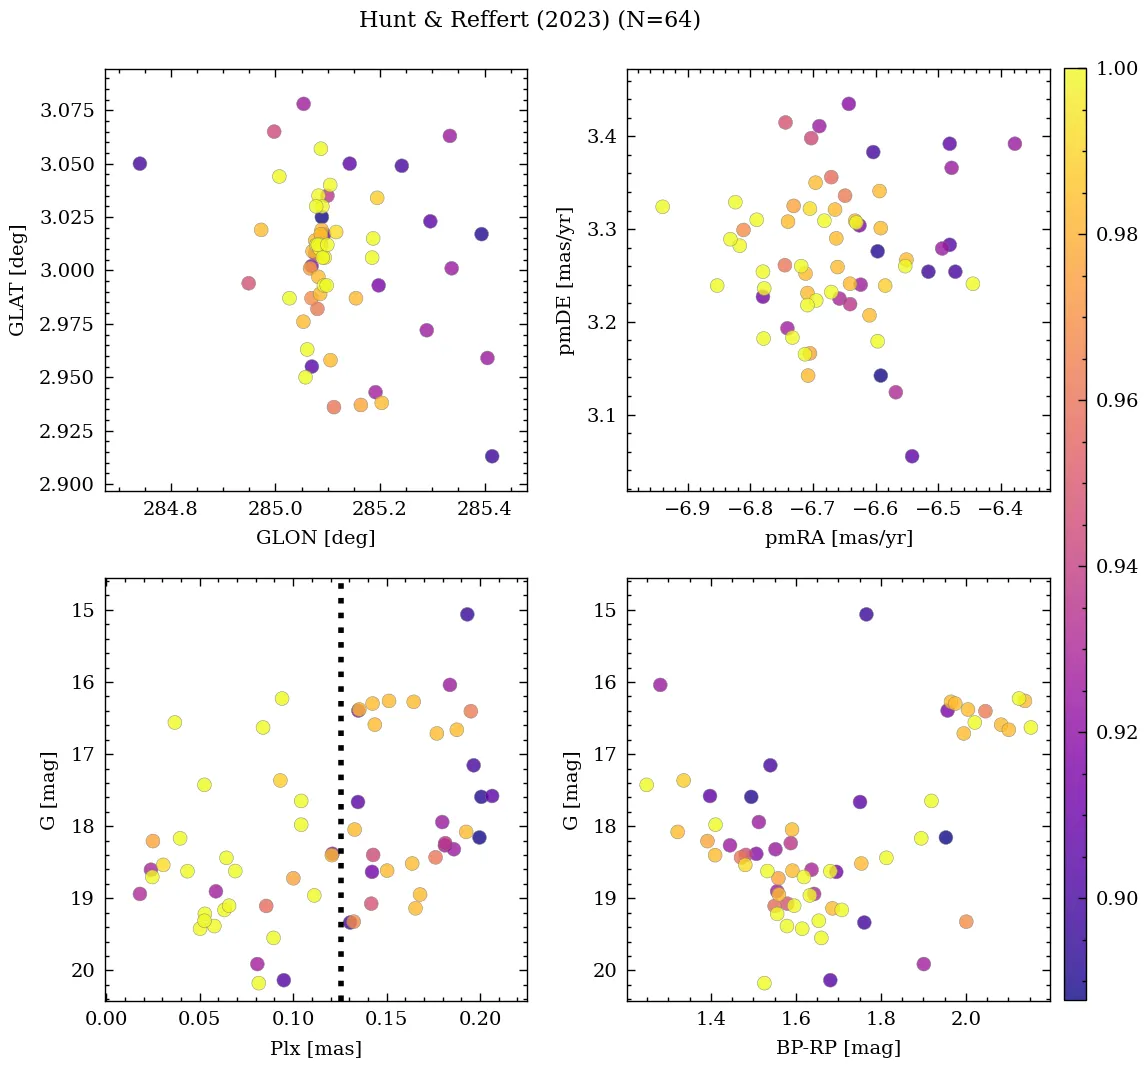 Hunt & Reffert (2023) (N=64)
3.075
3.050
3.025
3.000
2.975
2.950
2.925
2.900
GLAT [deg]
284.8 285.0 285.2 285.4
GLON [deg]
3.4
3.3
3.2
3.1
pmDE [mas/yr]
−6.9 −6.8 −6.7 −6.6 −6.5 −6.4
pmRA [mas/yr]
15
16
17
18
19
20
G [mag]
0.00 0.05 0.10 0.15 0.20
Plx [mas]
15
16
17
18
19
20
G [mag]
1.4 1.6 1.8 2.0
BP-RP [mag]
1.00
0.98
0.96
0.94
0.92
0.90